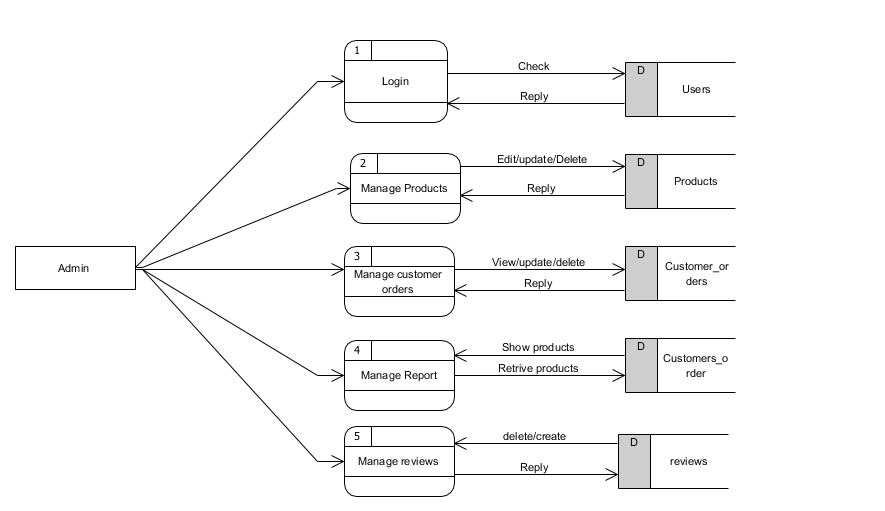 1
Login
Check
Reply
D
Users
2
Manage Products
Edit/update/Delete
Reply
D
Products
Admin
3
Manage customer
orders
View/update/delete
Reply
D
Customer_or
ders
4
Manage Report
Show products
Retrive products
D
Customers_o
rder
5
Manage reviews
delete/create
Reply
D
reviews